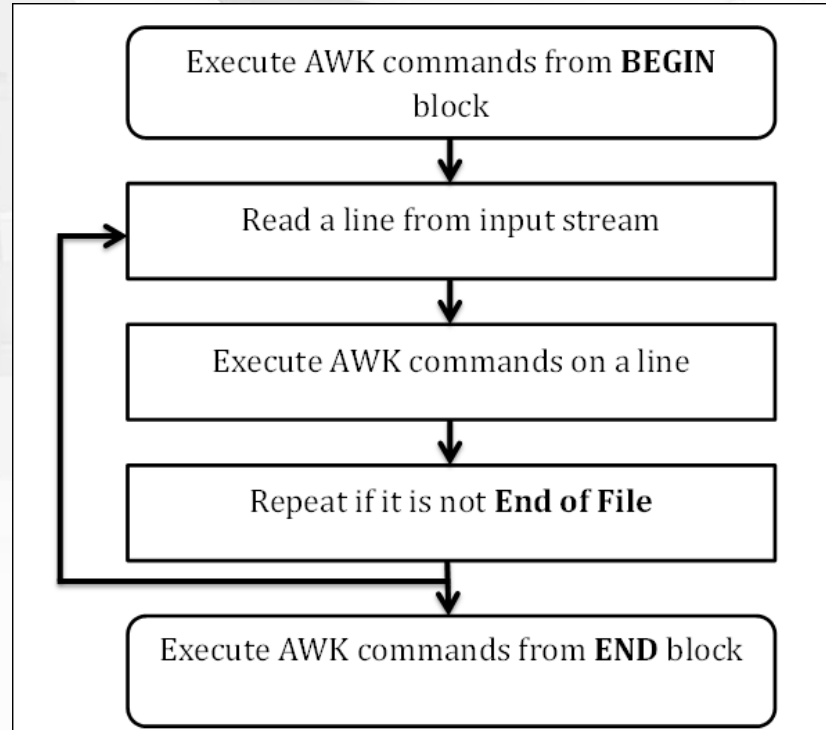 Execute AWK commands from BEGIN
block
Read a line from input stream
Execute AWK commands on a line
Repeat if it is not End of File
Execute AWK commands from END block